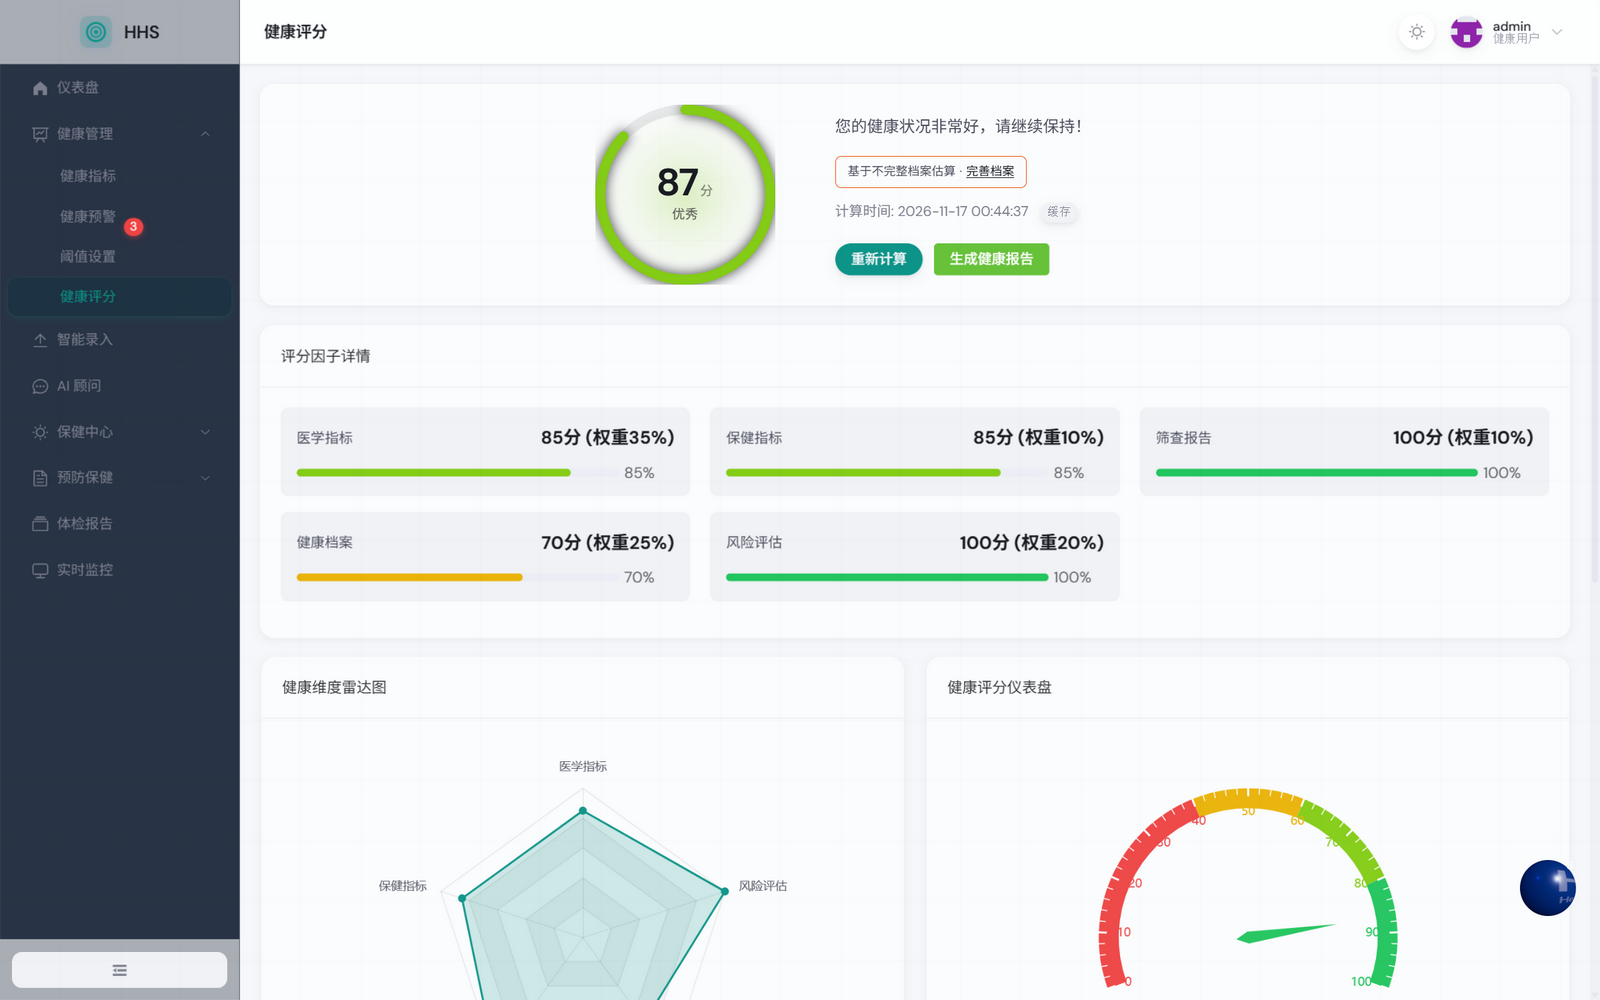 HHS
健康评分
admin
健康用户
仪表盘
健康管理
健康指标
健康预警
3
阈值设置
健康评分
智能录入
AI 顾问
保健中心
预防保健
体检报告
实时监控
87分
优秀
您的健康状况非常好，请继续保持！
基于不完整档案估算 · 完善档案
计算时间: 2026-11-17 00:44:37 缓存
重新计算 生成健康报告
评分因子详情
医学指标 85分 (权重35%)
85%
保健指标 85分 (权重10%)
85%
筛查报告 100分 (权重10%)
100%
健康档案 70分 (权重25%)
70%
风险评估 100分 (权重20%)
100%
健康维度雷达图
医学指标
保健指标
风险评估
健康评分仪表盘
0
10
20
30
40
50
60
70
80
90
100